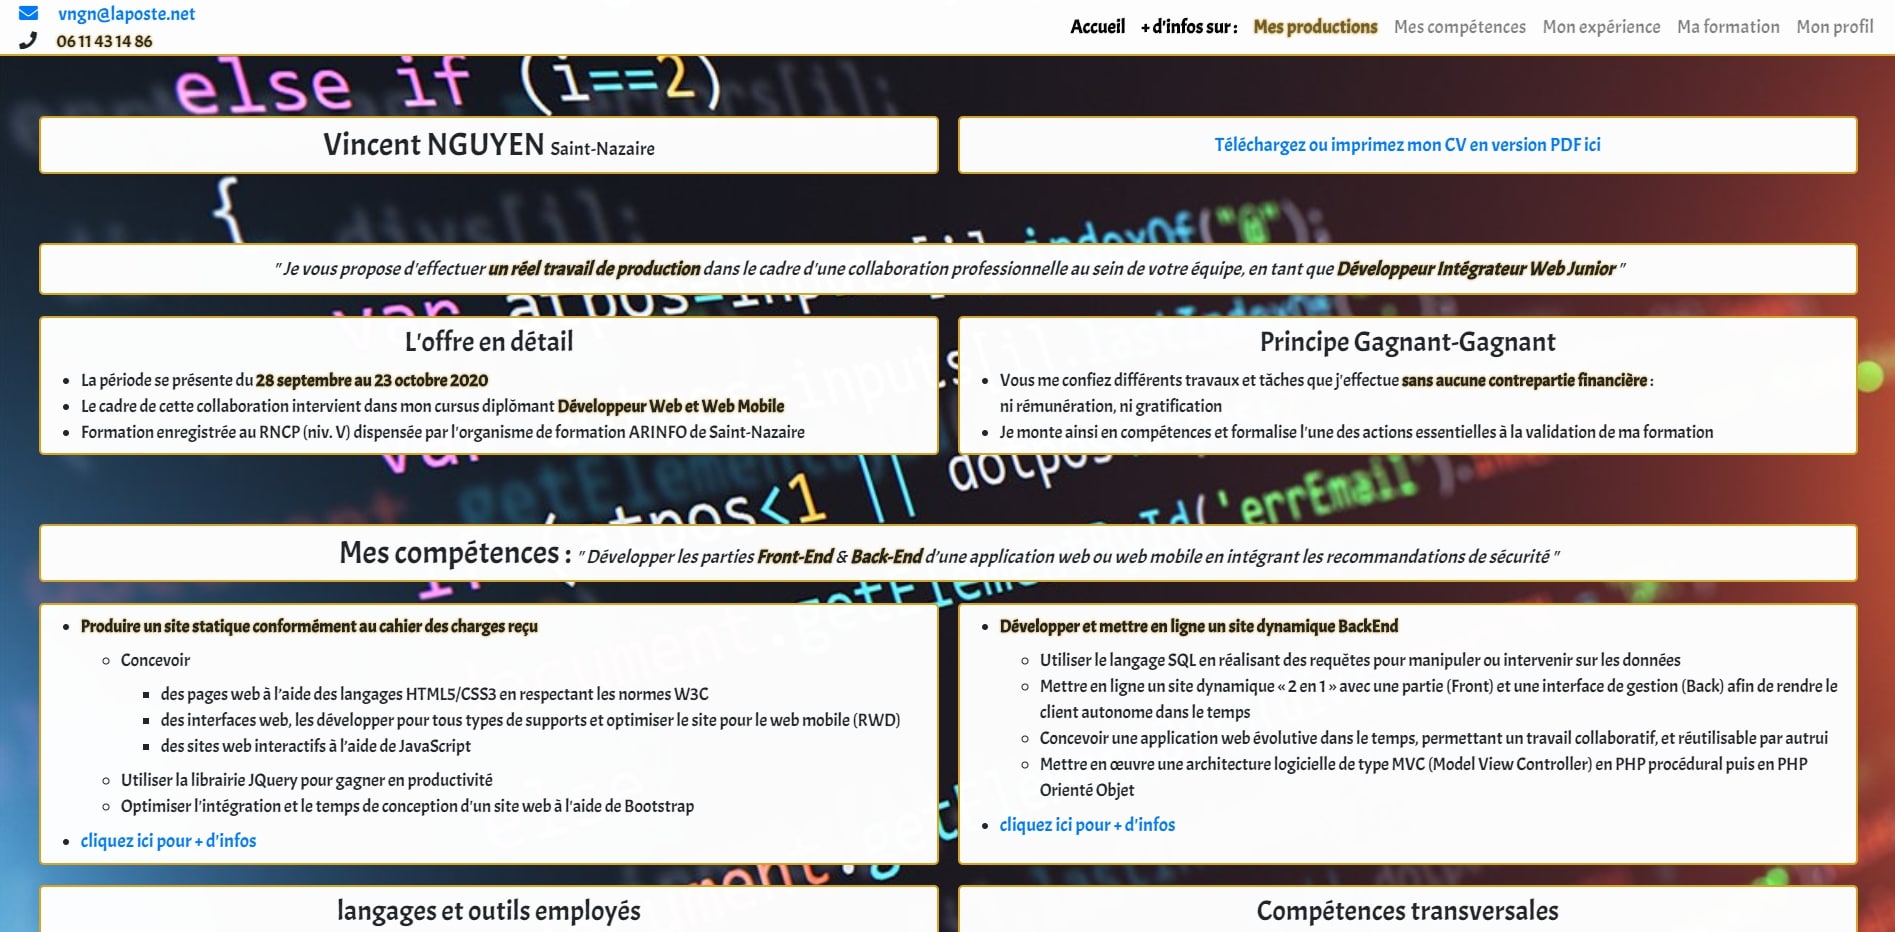 vngn@laposte.net
06 11 43 14 86
Accueil + d'infos sur : Mes productions Mes compétences Mon expérience Ma formation Mon profil
else if (i==2)
Vincent NGUYEN Saint-Nazaire
Téléchargez ou imprimez mon CV en version PDF ici
{
" Je vous propose d'effectuer un réel travail de production dans le cadre d'une collaboration professionnelle au sein de votre équipe, en tant que Développeur Intégrateur Web Junior "
L'offre en détail
• La période se présente du 28 septembre au 23 octobre 2020
• Le cadre de cette collaboration intervient dans mon cursus diplômant Développeur Web et Web Mobile
• Formation enregistrée au RNCP (niv. V) dispensée par l'organisme de formation ARINFO de Saint-Nazaire
Principe Gagnant-Gagnant
• Vous me confiez différents travaux et tâches que j'effectue sans aucune contrepartie financière :
ni rémunération, ni gratification
• Je monte ainsi en compétences et formalise l'une des actions essentielles à la validation de ma formation
Mes compétences : " Développer les parties Front-End & Back-End d'une application web ou web mobile en intégrant les recommandations de sécurité "
• Produire un site statique conformément au cahier des charges reçu
◦ Concevoir
▪ des pages web à l’aide des langages HTML5/CSS3 en respectant les normes W3C
▪ des interfaces web, les développer pour tous types de supports et optimiser le site pour le web mobile (RWD)
▪ des sites web interactifs à l’aide de JavaScript
◦ Utiliser la librairie JQuery pour gagner en productivité
◦ Optimiser l'intégration et le temps de conception d'un site web à l'aide de Bootstrap
• cliquez ici pour + d'infos
• Développer et mettre en ligne un site dynamique BackEnd
◦ Utiliser le langage SQL en réalisant des requêtes pour manipuler ou intervenir sur les données
◦ Mettre en ligne un site dynamique « 2 en 1 » avec une partie (Front) et une interface de gestion (Back) afin de rendre le
client autonome dans le temps
◦ Concevoir une application web évolutive dans le temps, permettant un travail collaboratif, et réutilisable par autrui
◦ Mettre en œuvre une architecture logicielle de type MVC (Model View Controller) en PHP procédural puis en PHP
Orienté Objet
• cliquez ici pour + d'infos
langages et outils employés
Compétences transversales